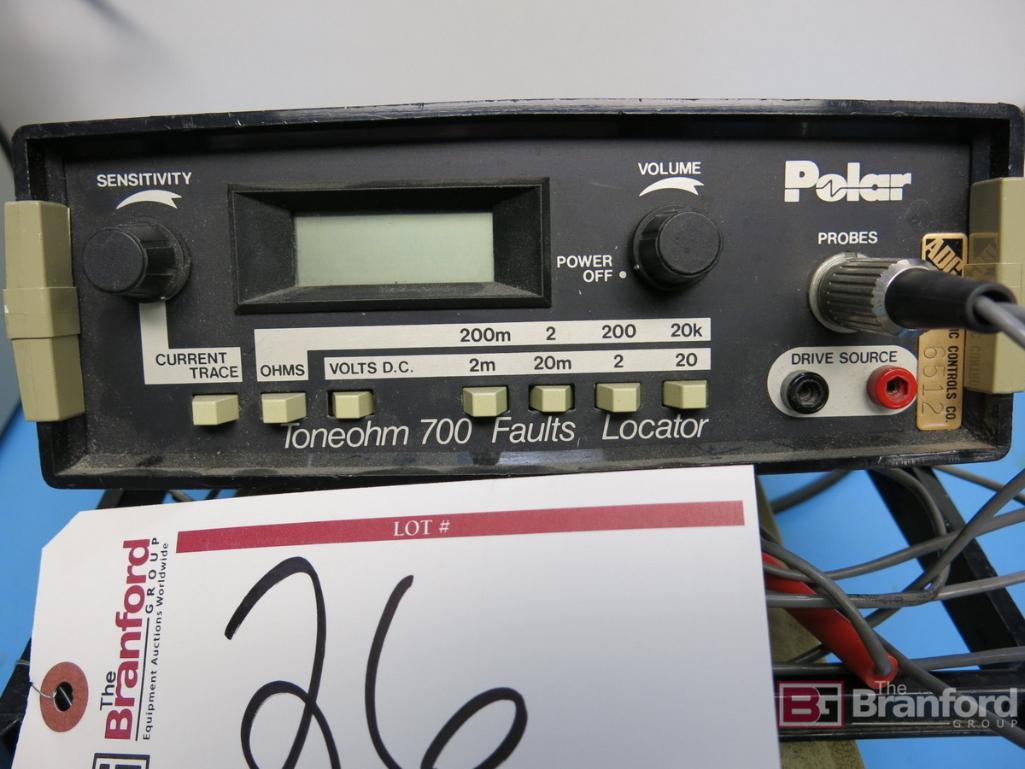 SENSITIVITY
VOLUME
Polar
PROBES
POWER
OFF
200m 2 200 20k
CURRENT
TRACE
OHMS
VOLTS D.C. 2m 20m 2 20
DRIVE SOURCE
Toneohm 700 Faults Locator
IC CONTROLS CO.
6512
LOT #
26
The
Branford
GROUP
Equipment Auctions Worldwide
BG The
Branford
GROUP